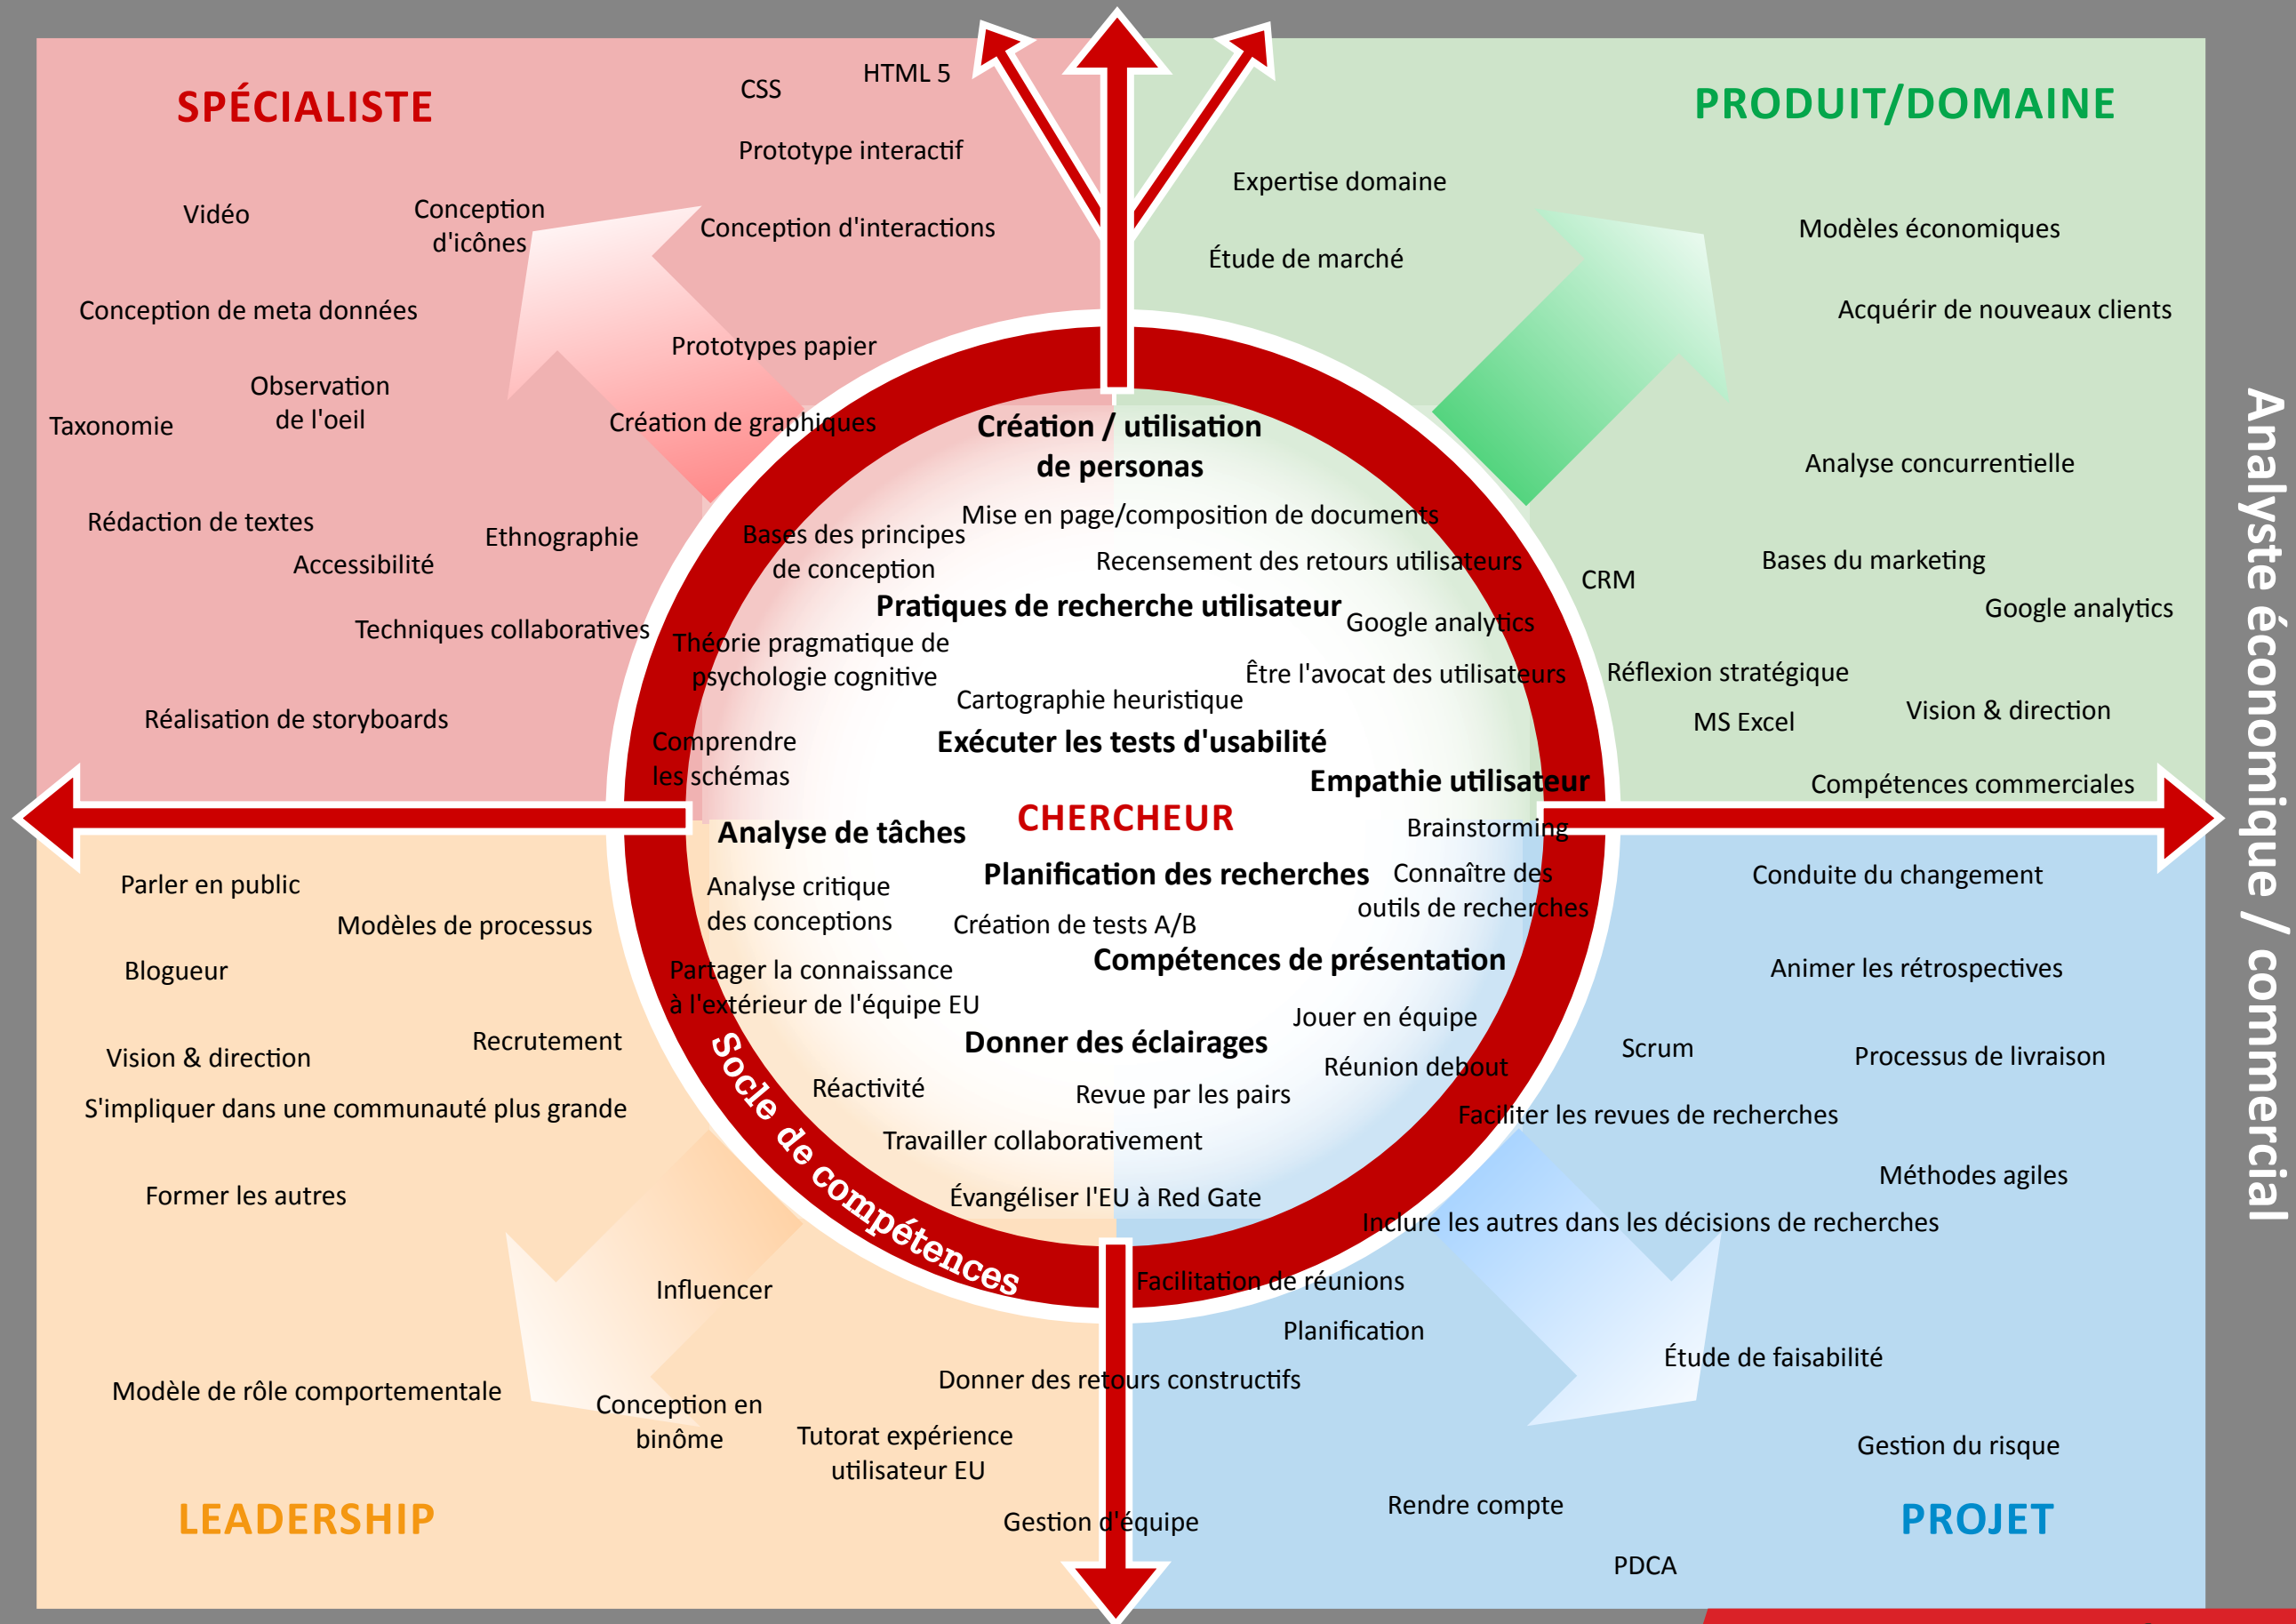 SPÉCIALISTE
CSS
HTML 5
Prototype interactif
Vidéo
Conception
d'icônes
Conception d'interactions
Conception de meta données
Prototypes papier
Observation
de l'oeil
Taxonomie
Création de graphiques
Rédaction de textes
Ethnographie
Accessibilité
Techniques collaboratives
Réalisation de storyboards
PRODUIT/DOMAINE
Expertise domaine
Modèles économiques
Étude de marché
Acquérir de nouveaux clients
Analyse concurrentielle
Bases du marketing
CRM
Google analytics
Réflexion stratégique
Vision & direction
MS Excel
Compétences commerciales
Analyste économique / commercial
Création / utilisation
de personas
Mise en page/composition de documents
Bases des principes
de conception
Recensement des retours utilisateurs
Pratiques de recherche utilisateur
Google analytics
Théorie pragmatique de
psychologie cognitive
Être l'avocat des utilisateurs
Cartographie heuristique
Comprendre
les schémas
Exécuter les tests d'usabilité
Empathie utilisateur
CHERCHEUR
Analyse de tâches
Brainstorming
Planification des recherches
Connaître des
outils de recherches
Analyse critique
des conceptions
Création de tests A/B
Compétences de présentation
Partager la connaissance
à l'extérieur de l'équipe EU
Jouer en équipe
Donner des éclairages
Réunion debout
Réactivité
Revue par les pairs
Travailler collaborativement
Évangéliser l'EU à Red Gate
Socle de compétences
Parler en public
Modèles de processus
Blogueur
Recrutement
Vision & direction
S'impliquer dans une communauté plus grande
Former les autres
Influencer
Modèle de rôle comportementale
Conception en
binôme
Donner des retours constructifs
Tutorat expérience
utilisateur EU
Gestion d'équipe
LEADERSHIP
Conduite du changement
Animer les rétrospectives
Scrum
Processus de livraison
Faciliter les revues de recherches
Méthodes agiles
Inclure les autres dans les décisions de recherches
Facilitation de réunions
Planification
Étude de faisabilité
Gestion du risque
Rendre compte
PROJET
PDCA